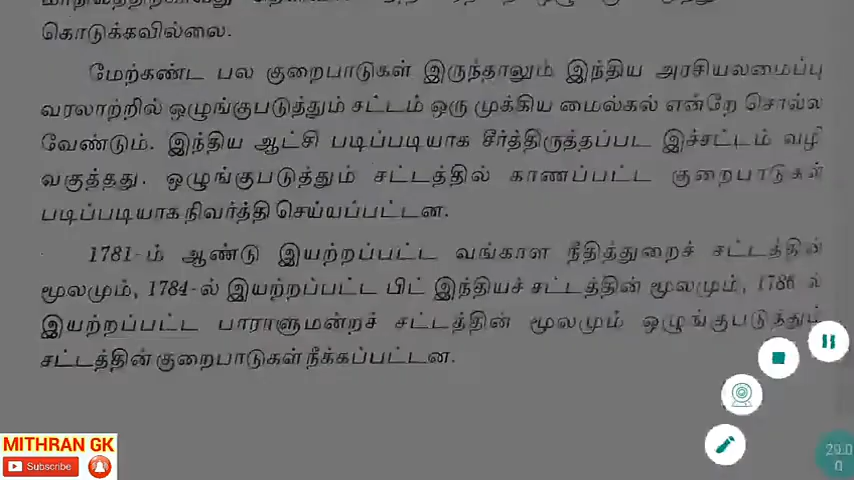 கொடுக்கவில்லை.
மேற்கண்ட பல குறைபாடுகள் இருந்தாலும் இந்திய அரசியலமைப்பு
வரலாற்றில் ஒழுங்குபடுத்தும் சட்டம் ஒரு முக்கிய மைல்கல் என்றே சொல்ல
வேண்டும். இந்திய ஆட்சி படிப்படியாக சீர்த்திருத்தப்பட இச்சட்டம் வழி
வகுத்தது. ஒழுங்குபடுத்தும் சட்டத்தில் காணப்பட்ட குறைபாடுகள்
படிப்படியாக நிவர்த்தி செய்யப்பட்டன.
1781-ம் ஆண்டு இயற்றப்பட்ட வங்காள நீதித்துறைச் சட்டத்தின்
மூலமும், 1784-ல் இயற்றப்பட்ட பிட் இந்தியச் சட்டத்தின் மூலமும், 1786 ல்
இயற்றப்பட்ட பாராளுமன்றச் சட்டத்தின் மூலமும் ஒழுங்குபடுத்தும்
சட்டத்தின் குறைபாடுகள் நீக்கப்பட்டன.
MITHRAN GK
Subscribe